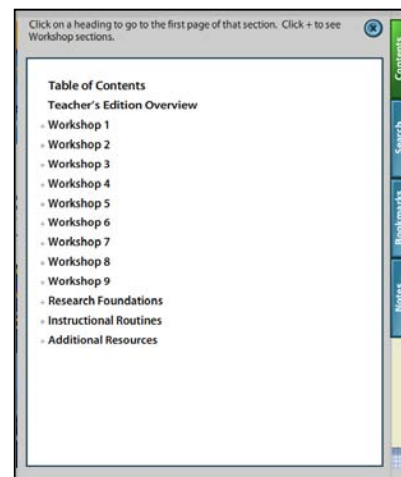 Click on a heading to go to the first page of that section. Click + to see
Workshop sections.
Table of Contents
Teacher's Edition Overview
+ Workshop 1
+ Workshop 2
+ Workshop 3
+ Workshop 4
+ Workshop 5
+ Workshop 6
+ Workshop 7
+ Workshop 8
+ Workshop 9
+ Research Foundations
+ Instructional Routines
+ Additional Resources
Contents
Search
Bookmarks
Notes